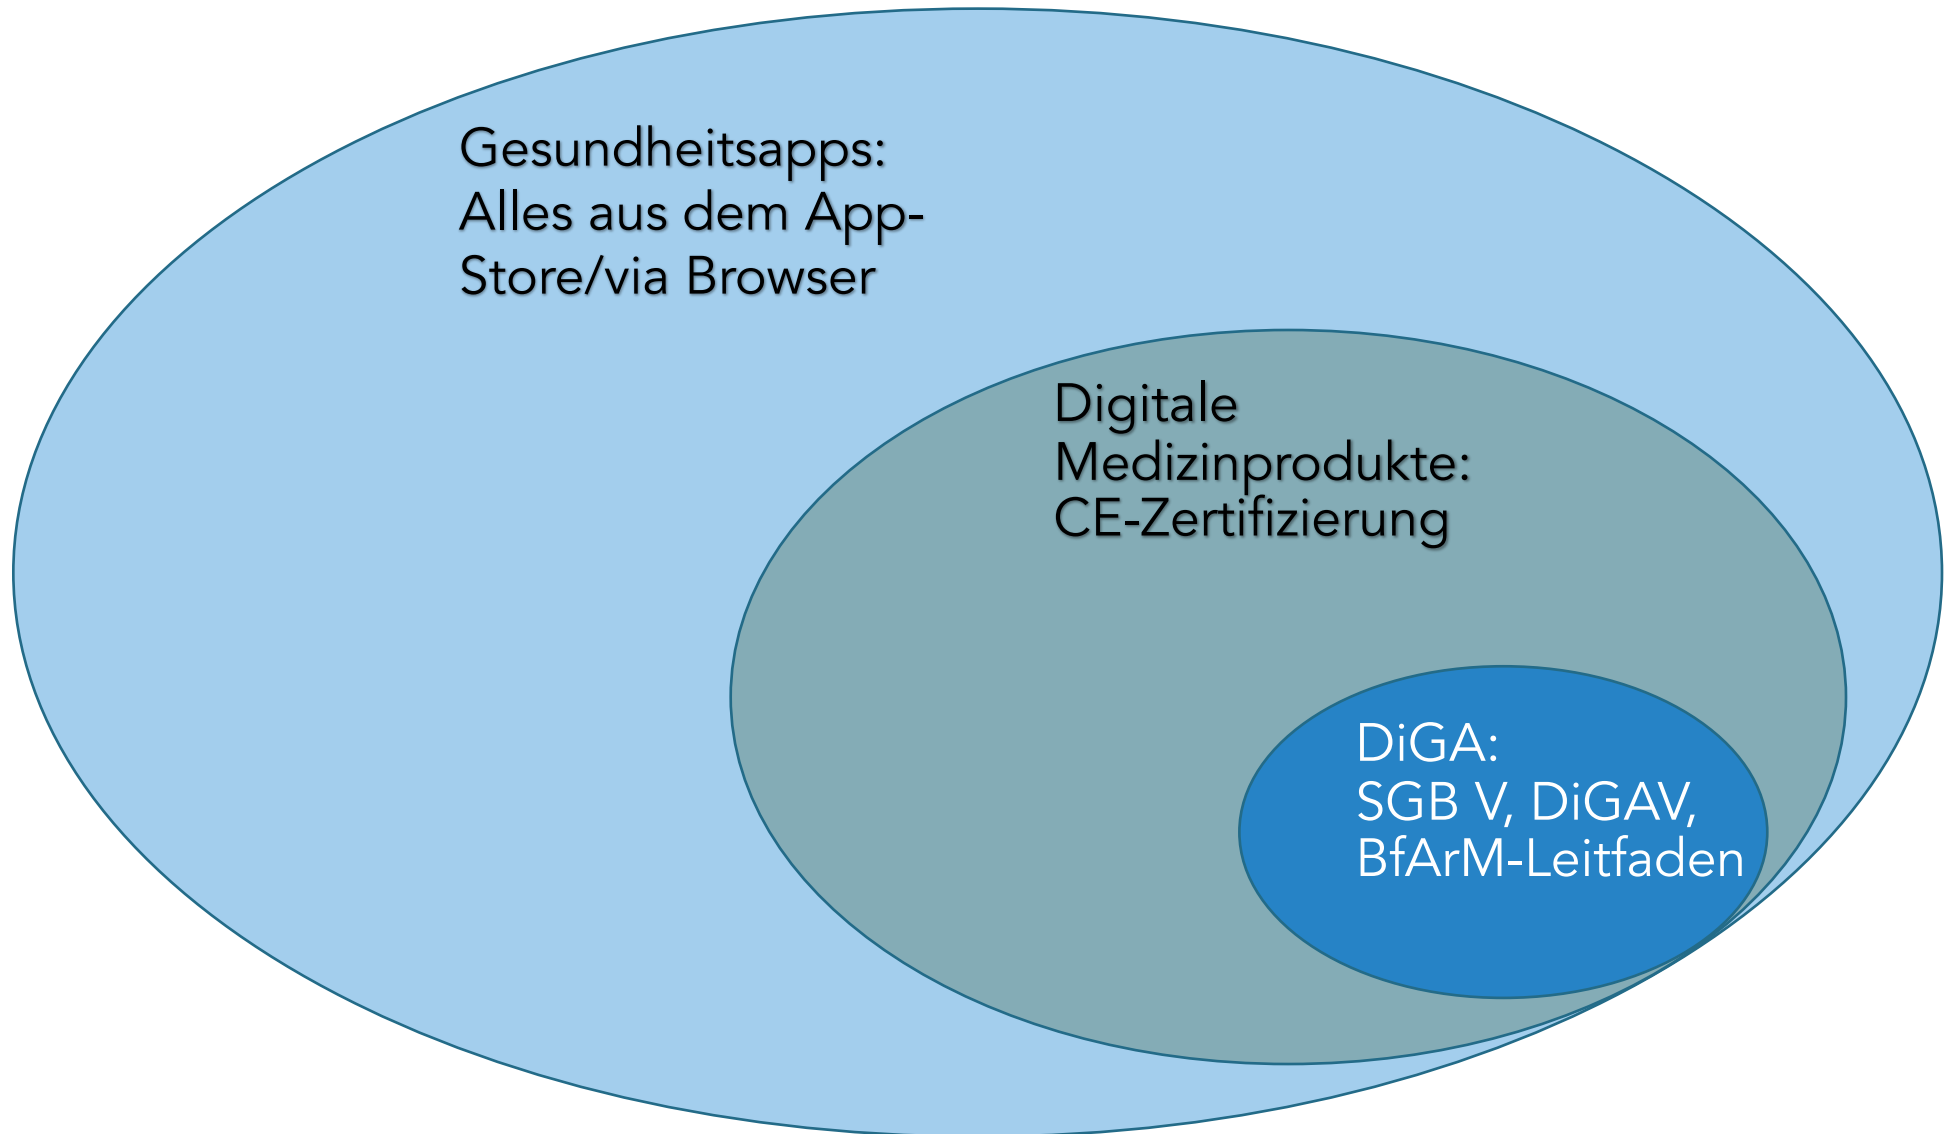 Gesundheitsapps:
Alles aus dem App-
Store/via Browser
Digitale
Medizinprodukte:
CE-Zertifizierung
DiGA:
SGB V, DiGAV,
BfArM-Leitfaden